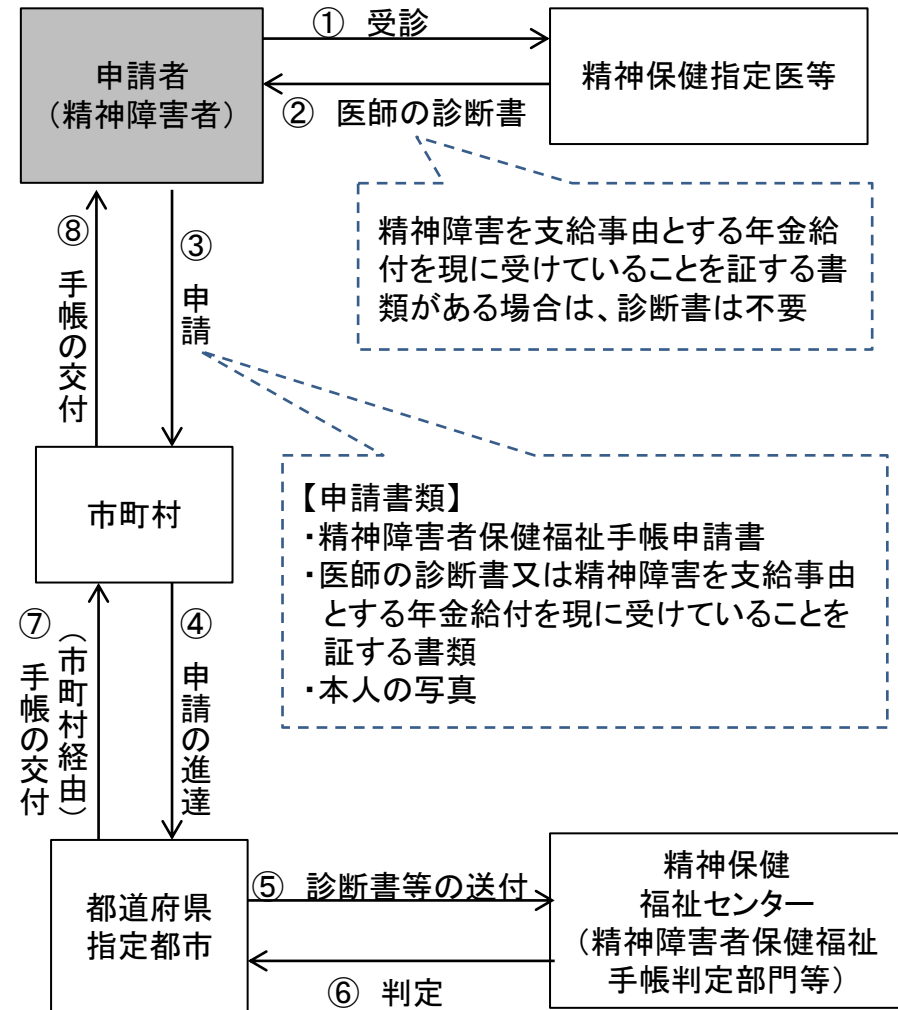 ① 受診
申請者
（精神障害者）
精神保健指定医等
② 医師の診断書
精神障害を支給事由とする年金給
付を現に受けていることを証する書
類がある場合は、診断書は不要
⑧ 手帳の交付
③ 申請
市町村
【申請書類】
・精神障害者保健福祉手帳申請書
・医師の診断書又は精神障害を支給事由
とする年金給付を現に受けていることを
証する書類
・本人の写真
⑦ 手帳の交付
（市町村経由）
④ 申請の進達
都道府県
指定都市
⑤ 診断書等の送付
⑥ 判定
精神保健
福祉センター
（精神障害者保健福祉
手帳判定部門等）